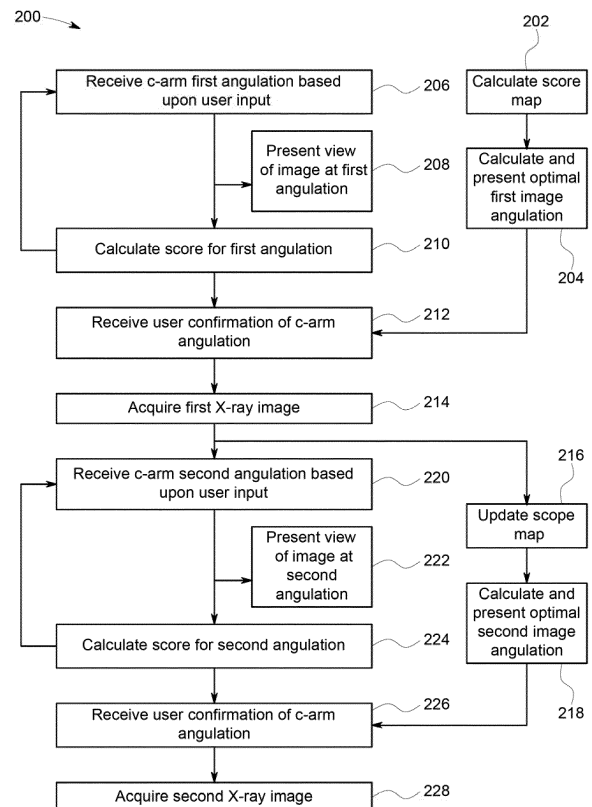 200
202
Receive c-arm first angulation based
upon user input
206
Calculate score
map
Present view
of image at first
angulation
208
Calculate and
present optimal
first image
angulation
Calculate score for first angulation
210
204
Receive user confirmation of c-arm
angulation
212
Acquire first X-ray image
214
Receive c-arm second angulation based
upon user input
220
216
Update scope
map
Present view
of image at
second
angulation
222
Calculate and
present optimal
second image
angulation
Calculate score for second angulation
224
218
Receive user confirmation of c-arm
angulation
226
Acquire second X-ray image
228